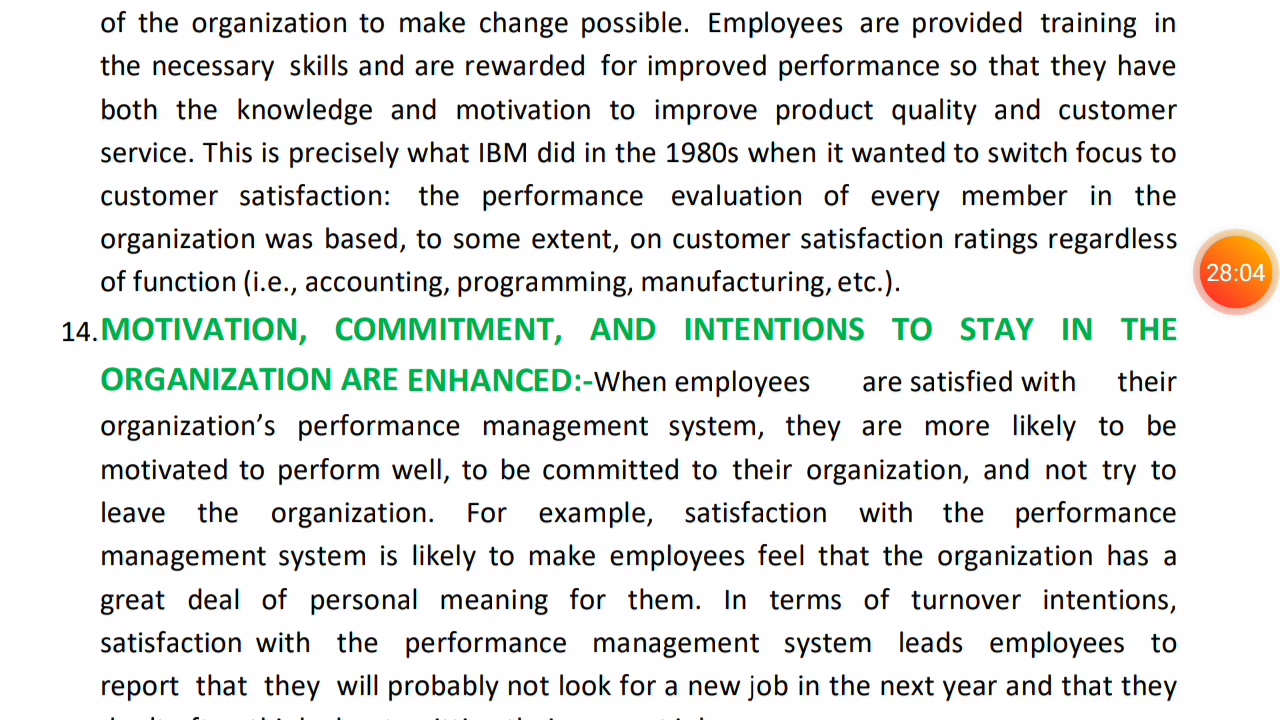 of the organization to make change possible. Employees are provided training in
the necessary skills and are rewarded for improved performance so that they have
both the knowledge and motivation to improve product quality and customer
service. This is precisely what IBM did in the 1980s when it wanted to switch focus to
customer satisfaction: the performance evaluation of every member in the
organization was based, to some extent, on customer satisfaction ratings regardless
of function (i.e., accounting, programming, manufacturing, etc.).
28:04
14. MOTIVATION, COMMITMENT, AND INTENTIONS TO STAY IN THE
ORGANIZATION ARE ENHANCED:-When employees are satisfied with their
organization’s performance management system, they are more likely to be
motivated to perform well, to be committed to their organization, and not try to
leave the organization. For example, satisfaction with the performance
management system is likely to make employees feel that the organization has a
great deal of personal meaning for them. In terms of turnover intentions,
satisfaction with the performance management system leads employees to
report that they will probably not look for a new job in the next year and that they